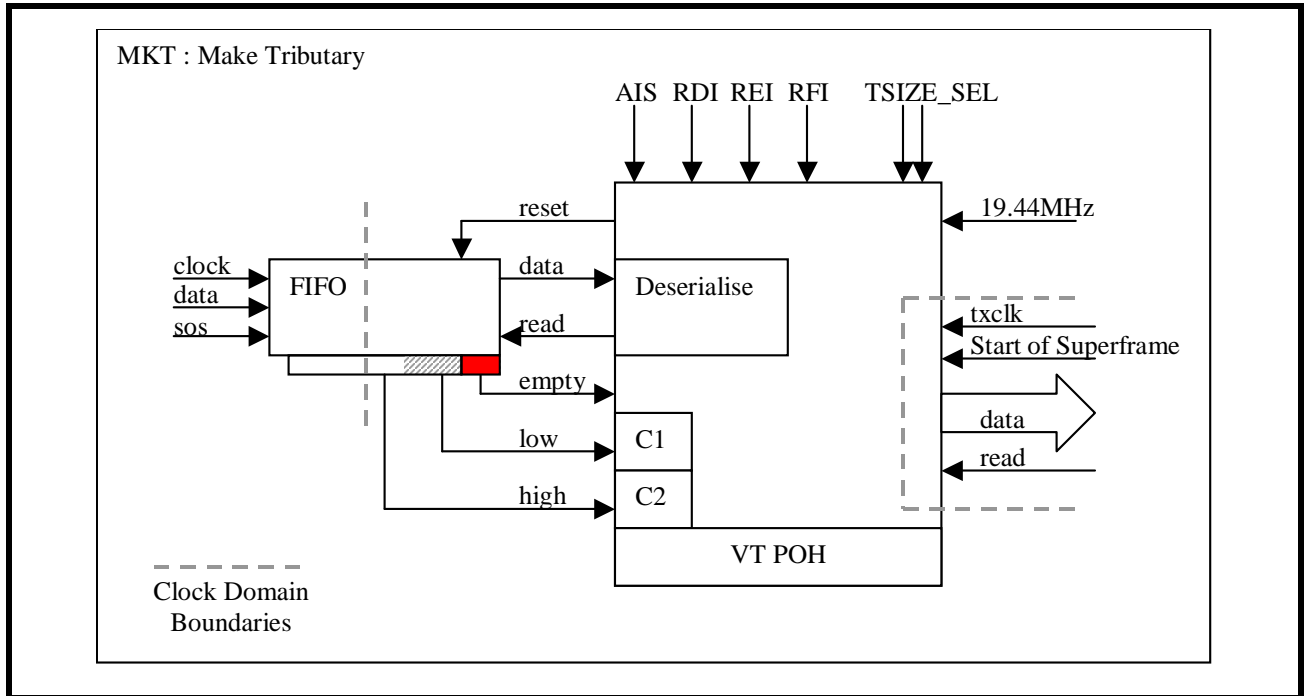 MKT : Make Tributary
AIS RDI REI RFI TSIZE_SEL
reset
19.44MHz
clock
data
sos
FIFO
data
read
Deserialise
txclk
Start of Superframe
empty
data
low
C1
read
high
C2
VT POH
Clock Domain
Boundaries